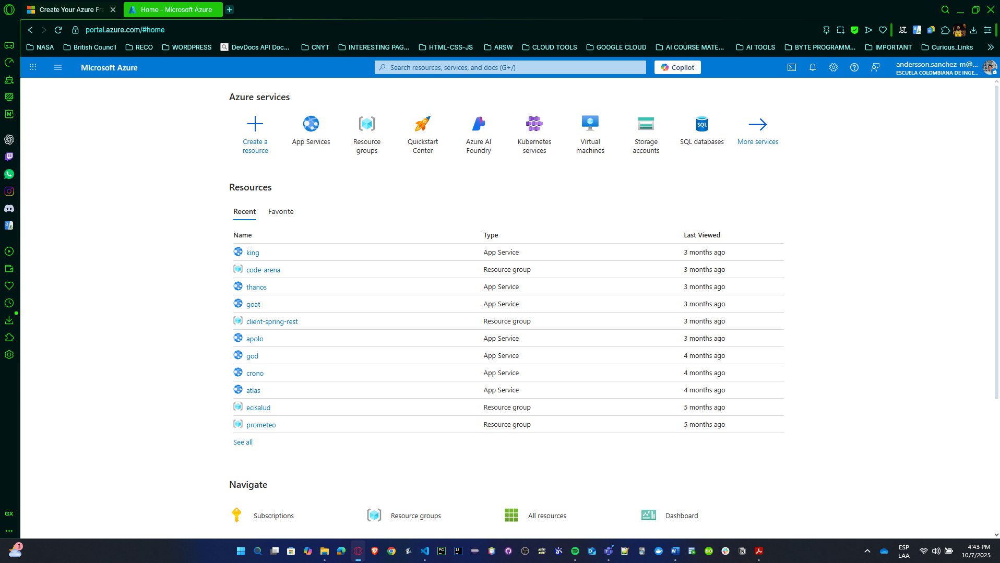 Create Your Azure Fre
Home - Microsoft Azure
portal.azure.com/#home
NASA
British Council
RECO
WORDPRESS
DevDocs API Doc...
CNYT
INTERESTING PAG...
HTML-CSS-JS
ARSW
CLOUD TOOLS
GOOGLE CLOUD
AI COURSE MATE...
AI TOOLS
BYTE PROGRAMM...
IMPORTANT
Curious_Links
Microsoft Azure
Search resources, services, and docs (G+/)
Copilot
andersson.sanchez-m@...
ESCUELA COLOMBIANA DE INGE...
Azure services
Create a
resource
App Services
Resource
groups
Quickstart
Center
Azure AI
Foundry
Kubernetes
services
Virtual
machines
Storage
accounts
SQL
SQL databases
More services
Resources
Recent
Favorite
Name Type Last Viewed
king App Service 3 months ago
code-arena Resource group 3 months ago
thanos App Service 3 months ago
goat App Service 3 months ago
client-spring-rest Resource group 3 months ago
apolo App Service 3 months ago
god App Service 4 months ago
crono App Service 4 months ago
atlas App Service 4 months ago
ecisalud Resource group 5 months ago
prometeo Resource group 5 months ago
See all
Navigate
Subscriptions
Resource groups
All resources
Dashboard
GX
3
ESP
LAA
4:43 PM
10/7/2025